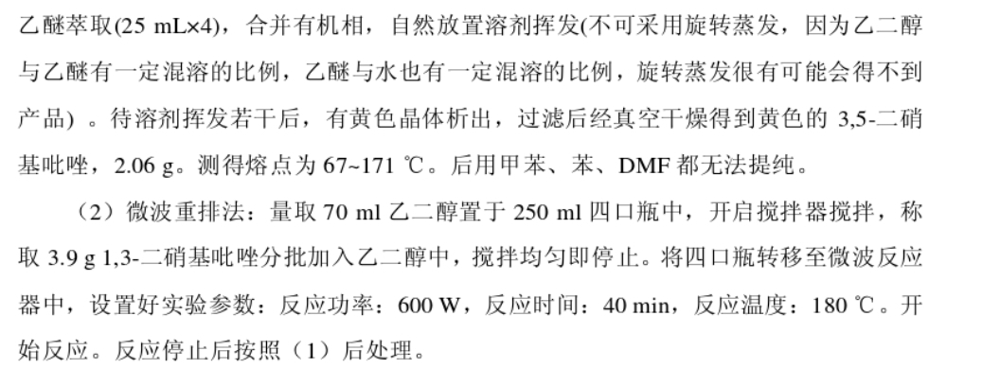 乙醚萃取(25 mL×4)，合并有机相，自然放置溶剂挥发(不可采用旋转蒸发，因为乙二醇
与乙醚有一定混溶的比例，乙醚与水也有一定混溶的比例，旋转蒸发很有可能会得不到
产品) 。待溶剂挥发若干后，有黄色晶体析出，过滤后经真空干燥得到黄色的 3,5-二硝
基吡唑，2.06 g。测得熔点为 67~171 ℃。后用甲苯、苯、DMF 都无法提纯。
（2）微波重排法：量取 70 ml 乙二醇置于 250 ml 四口瓶中，开启搅拌器搅拌，称
取 3.9 g 1,3-二硝基吡唑分批加入乙二醇中，搅拌均匀即停止。将四口瓶转移至微波反应
器中，设置好实验参数：反应功率：600 W，反应时间：40 min，反应温度：180 ℃。开
始反应。反应停止后按照（1）后处理。